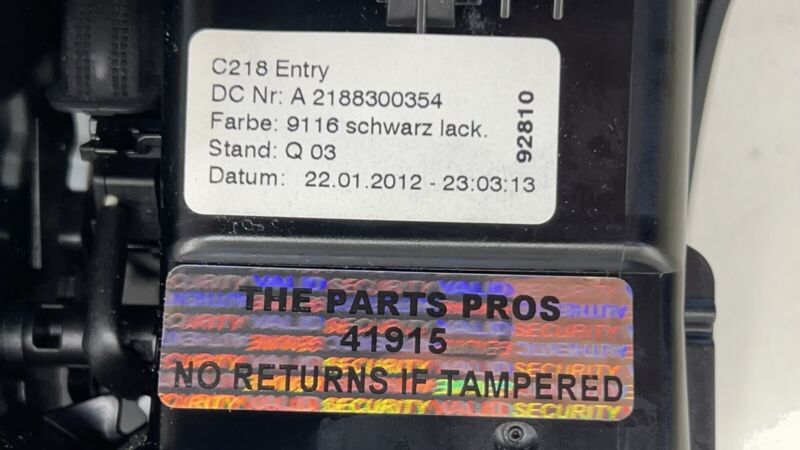 C218 Entry
DC Nr: A 2188300354
Farbe: 9116 schwarz lack.
Stand: Q 03
Datum: 22.01.2012 - 23:03:13
92810
THE PARTS PROS
41915
NO RETURNS IF TAMPERED